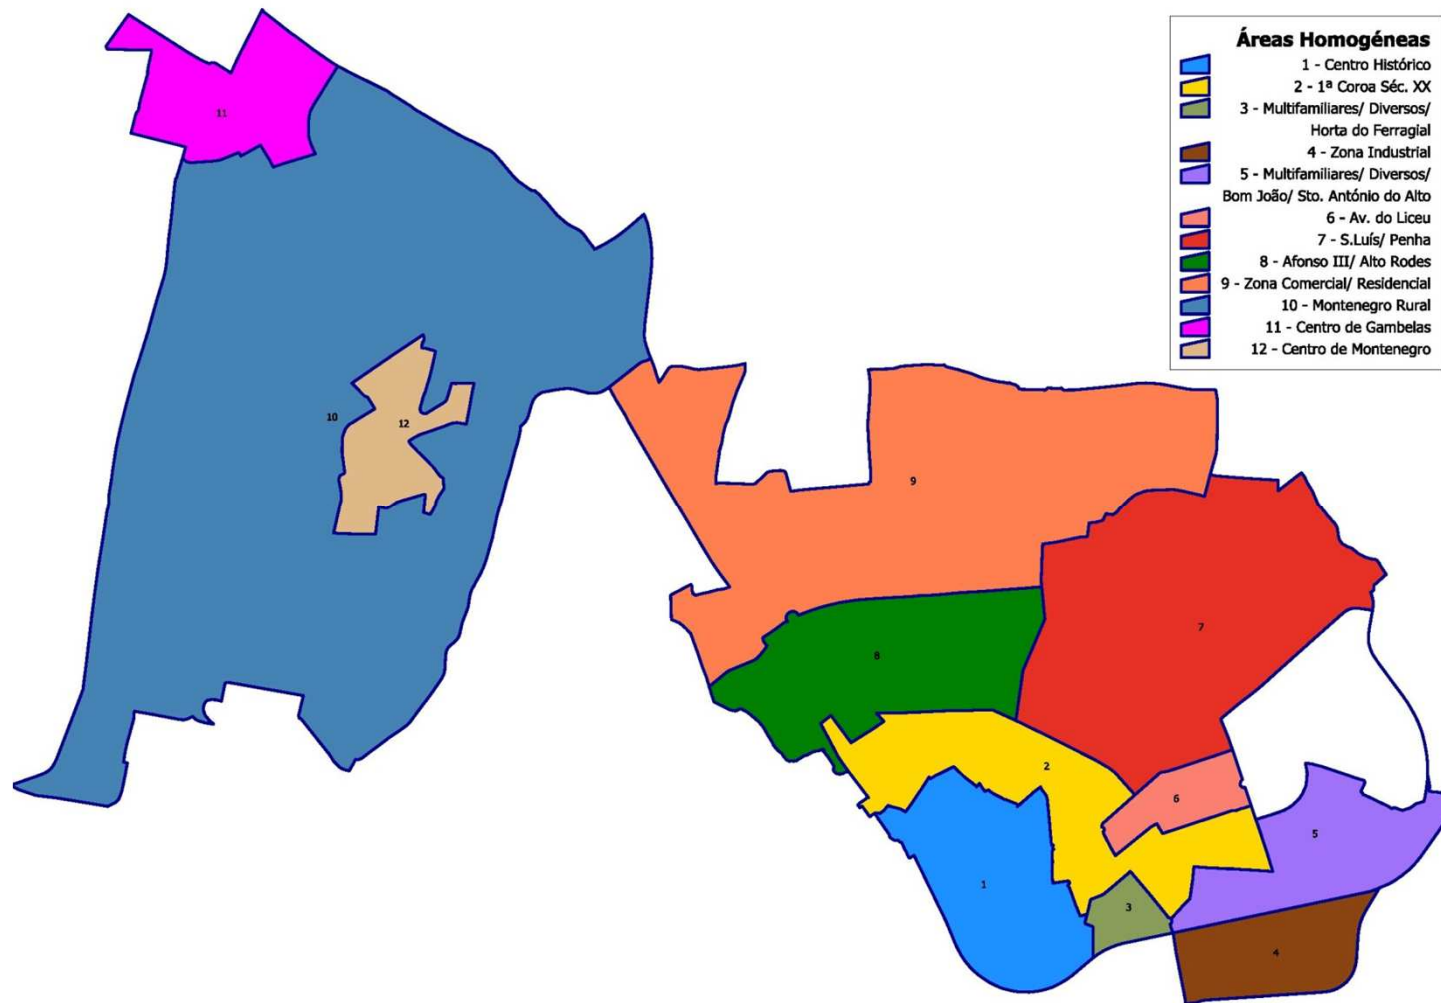 Áreas Homogéneas
1 - Centro Histórico
2 - 1ª Coroa Séc. XX
3 - Multifamiliares/ Diversos/
Horta do Ferragial
4 - Zona Industrial
5 - Multifamiliares/ Diversos/
Bom João/ Sto. António do Alto
6 - Av. do Liceu
7 - S.Luís/ Penha
8 - Afonso III/ Alto Rodes
9 - Zona Comercial/ Residencial
10 - Montenegro Rural
11 - Centro de Gambelas
12 - Centro de Montenegro
11
10
12
9
8
7
2
6
5
1
3
4